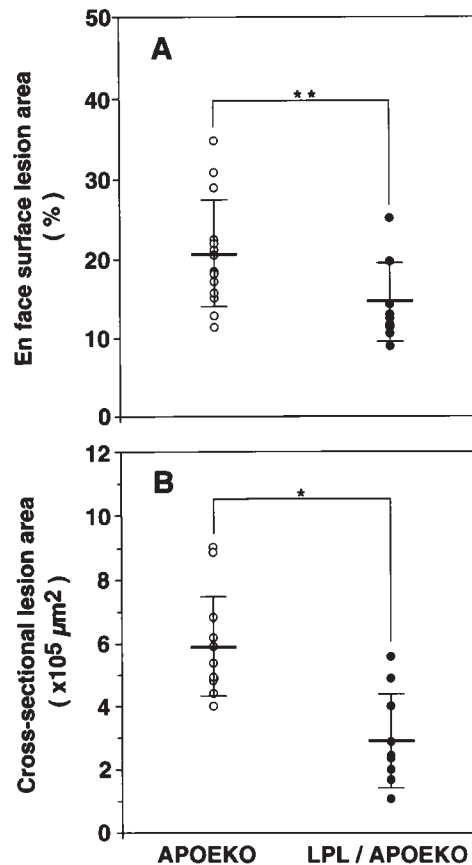 A
En face surface lesion area
( % )
50
40
30
20
10
0
**
B
Cross-sectional lesion area
( x10⁵ µm² )
12
10
8
6
4
2
0
*
APOEKO LPL / APOEKO